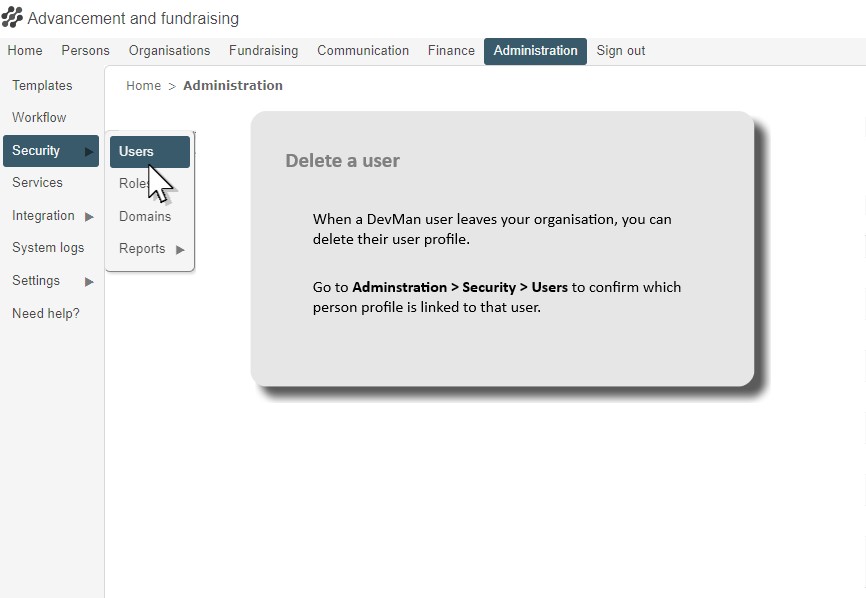 Advancement and fundraising
Home Persons Organisations Fundraising Communication Finance Administration Sign out
Templates
Workflow
Security
Services
Integration
System logs
Settings
Need help?
Home > Administration
Users
Roles
Domains
Reports
Delete a user
When a DevMan user leaves your organisation, you can
delete their user profile.
Go to Adminstration > Security > Users to confirm which
person profile is linked to that user.